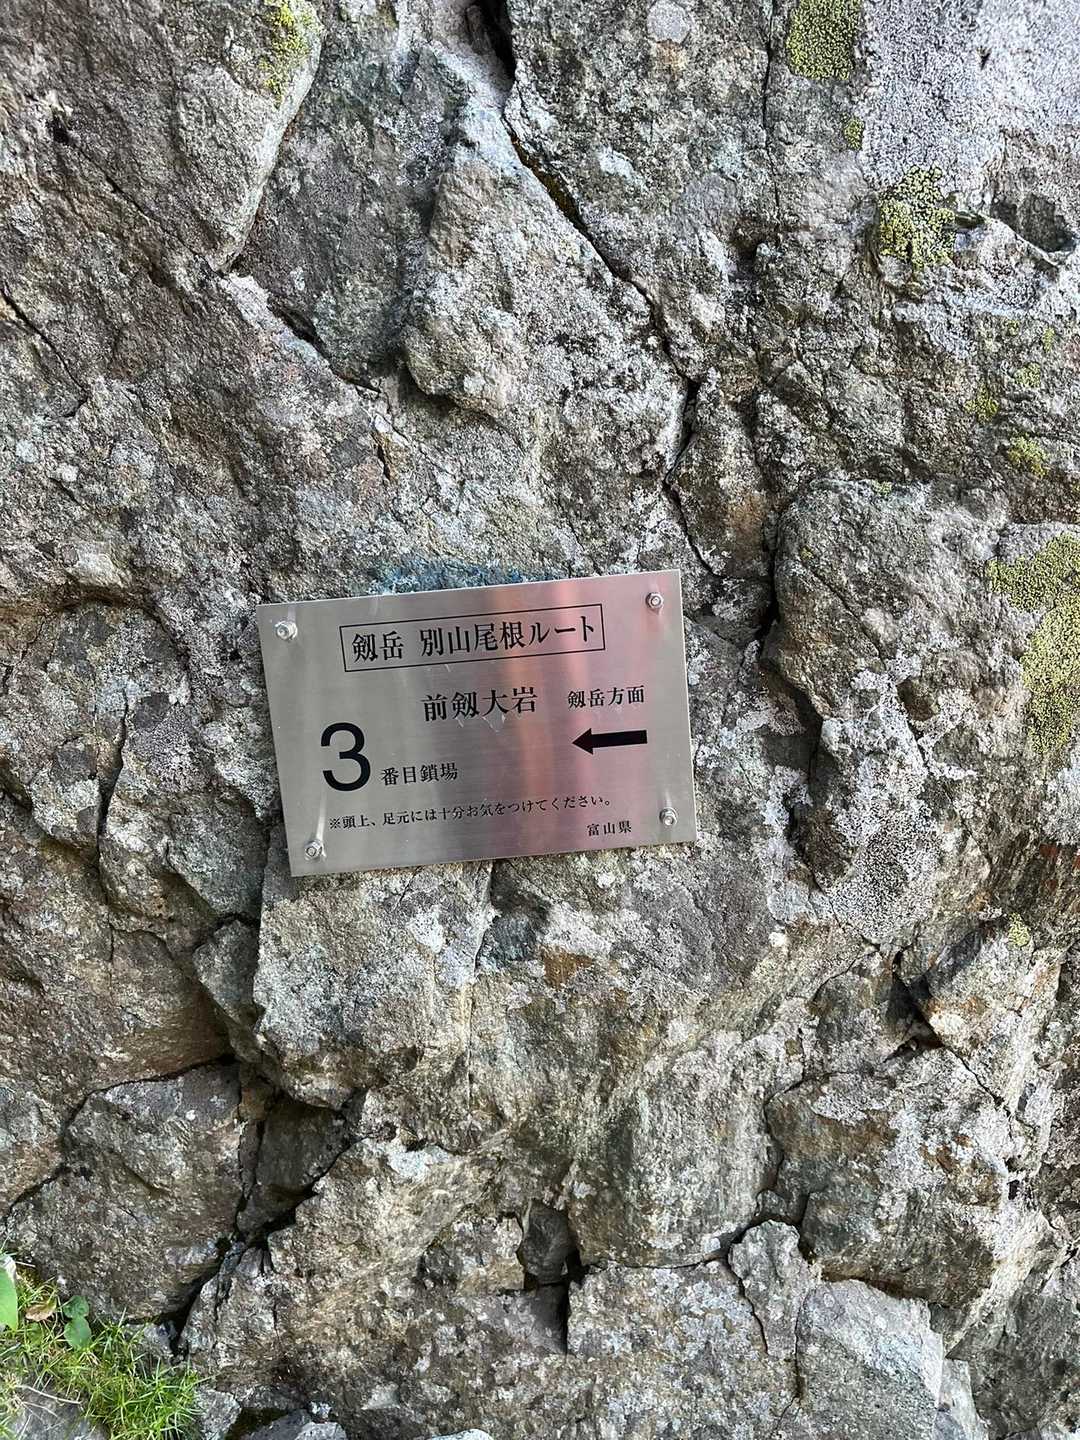 剱岳 別山尾根ルート
前剱大岩 剱岳方面
3番目鎖場
※頭上、足元には十分お気をつけてください。
富山県